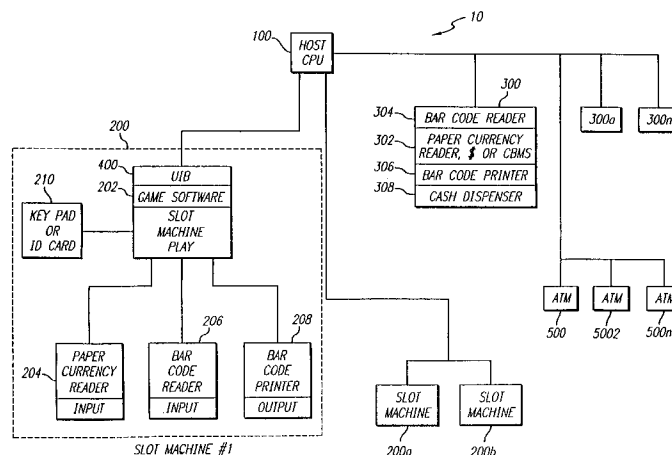 10
100
HOST
CPU
300
304
BAR CODE READER
302
PAPER CURRENCY
READER, $ OR CBMS
306
BAR CODE PRINTER
308
CASH DISPENSER
300a
300n
200
400
UIB
202
GAME SOFTWARE
SLOT
MACHINE
PLAY
210
KEY PAD
OR
ID CARD
204
PAPER
CURRENCY
READER
INPUT
206
BAR
CODE
READER
INPUT
208
BAR
CODE
PRINTER
OUTPUT
SLOT MACHINE #1
ATM
500
ATM
5002
ATM
500n
SLOT
MACHINE
200a
SLOT
MACHINE
200b